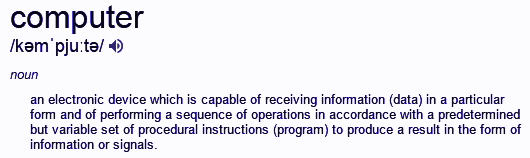 computer
/kəmˈpjuːtə/
noun
an electronic device which is capable of receiving information (data) in a particular
form and of performing a sequence of operations in accordance with a predetermined
but variable set of procedural instructions (program) to produce a result in the form of
information or signals.